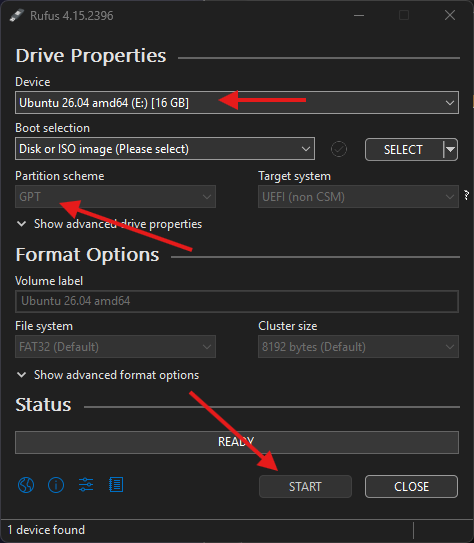 Rufus 4.15.2396
Drive Properties
Device
Ubuntu 26.04 amd64 (E:) [16 GB]
Boot selection
Disk or ISO image (Please select)
SELECT
Partition scheme
Target system
GPT
UEFI (non CSM)
?
Show advanced drive properties
Format Options
Volume label
Ubuntu 26.04 amd64
File system
Cluster size
FAT32 (Default)
8192 bytes (Default)
Show advanced format options
Status
READY
START
CLOSE
1 device found